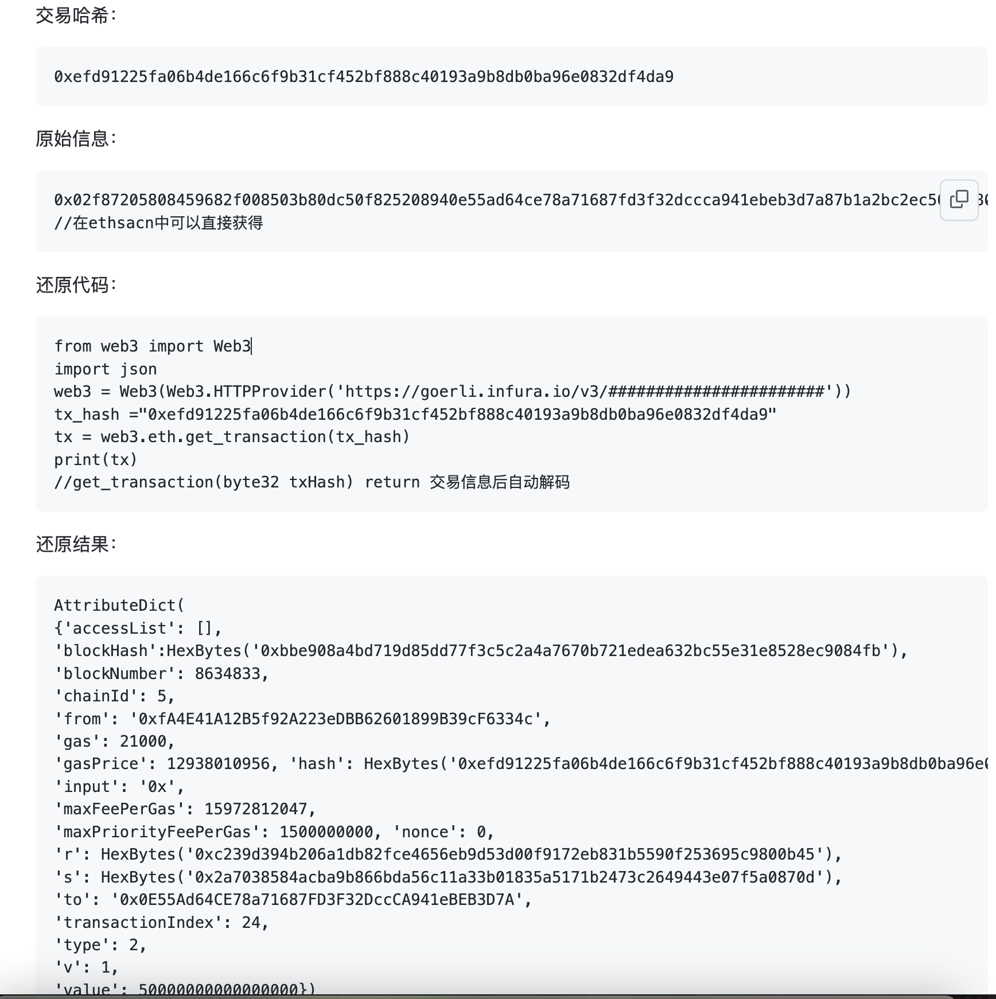 交易哈希：
0xefd91225fa06b4de166c6f9b31cf452bf888c40193a9b8db0ba96e0832df4da9
原始信息：
0x02f87205808459682f008503b80dc50f825208940e55ad64ce78a71687fd3f32dccca941ebeb3d7a87b1a2bc2ec5
//在ethsacn中可以直接获得
还原代码：
from web3 import Web3
import json
web3 = Web3(Web3.HTTPProvider('https://goerli.infura.io/v3/#######################'))
tx_hash ="0xefd91225fa06b4de166c6f9b31cf452bf888c40193a9b8db0ba96e0832df4da9"
tx = web3.eth.get_transaction(tx_hash)
print(tx)
//get_transaction(byte32 txHash) return 交易信息后自动解码
还原结果：
AttributeDict(
{'accessList': [],
'blockHash':HexBytes('0xbbe908a4bd719d85dd77f3c5c2a4a7670b721edea632bc55e31e8528ec9084fb'),
'blockNumber': 8634833,
'chainId': 5,
'from': '0xfA4E41A12B5f92A223eDBB62601899B39cF6334c',
'gas': 21000,
'gasPrice': 12938010956, 'hash': HexBytes('0xefd91225fa06b4de166c6f9b31cf452bf888c40193a9b8db0ba96e
'input': '0x',
'maxFeePerGas': 15972812047,
'maxPriorityFeePerGas': 1500000000, 'nonce': 0,
'r': HexBytes('0xc239d394b206a1db82fce4656eb9d53d00f9172eb831b5590f253695c9800b45'),
's': HexBytes('0x2a7038584acba9b866bda56c11a33b01835a5171b2473c2649443e07f5a0870d'),
'to': '0x0E55Ad64CE78a71687FD3F32DccCA941eBEB3D7A',
'transactionIndex': 24,
'type': 2,
'v': 1,
'value': 50000000000000000})